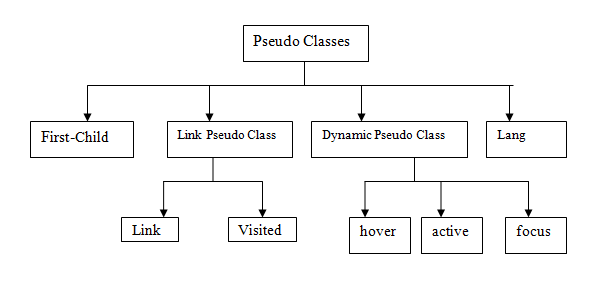 Pseudo Classes
First-Child
Link Pseudo Class
Dynamic Pseudo Class
Lang
Link
Visited
hover
active
focus